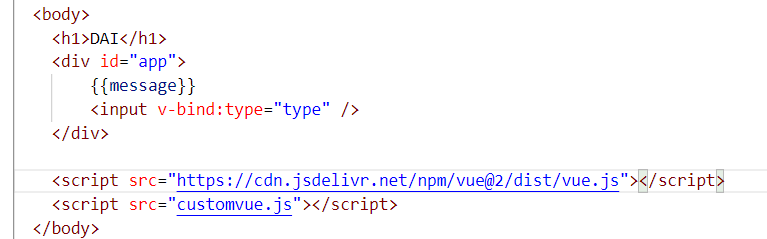 <body>
<h1>DAI</h1>
<div id="app">
{{message}}
<input v-bind:type="type" />
</div>
<script src="https://cdn.jsdelivr.net/npm/vue@2/dist/vue.js"></script>
<script src="customvue.js"></script>
</body>